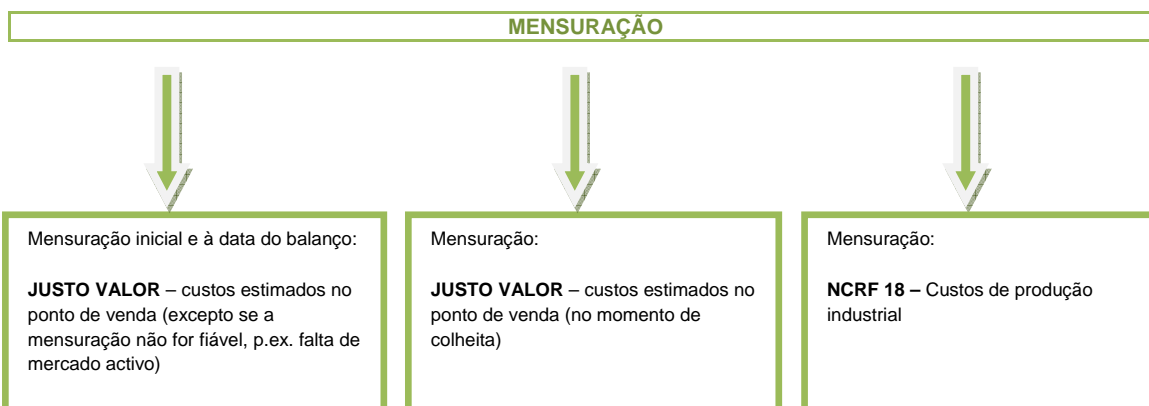 MENSURAÇÃO
Mensuração inicial e à data do balanço:
JUSTO VALOR – custos estimados no
ponto de venda (excepto se a
mensuração não for fiável, p.ex. falta de
mercado activo)
Mensuração:
JUSTO VALOR – custos estimados no
ponto de venda (no momento de
colheita)
Mensuração:
NCRF 18 – Custos de produção
industrial